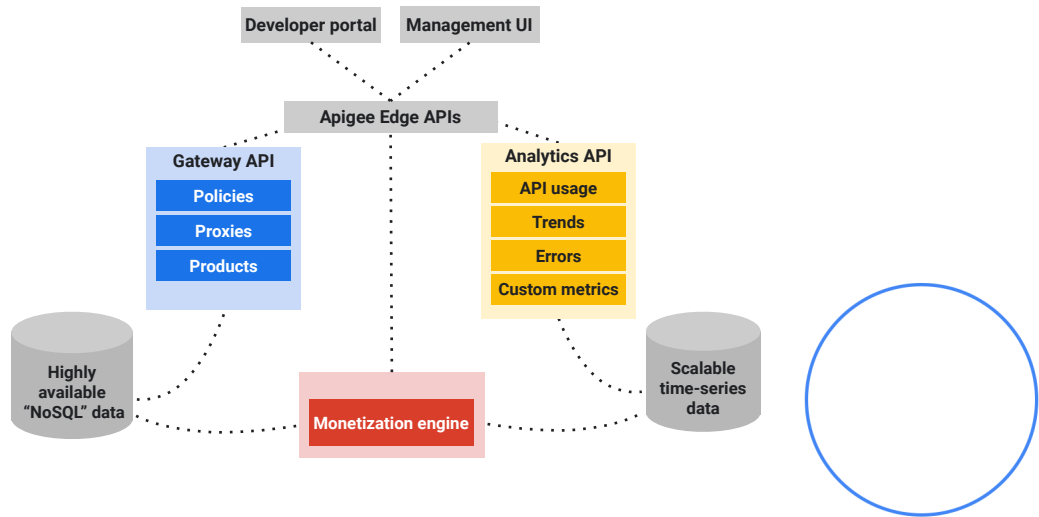 Developer portal
Management UI
Apigee Edge APIs
Gateway API
Policies
Proxies
Products
Analytics API
API usage
Trends
Errors
Custom metrics
Highly
available
“NoSQL” data
Monetization engine
Scalable
time-series
data